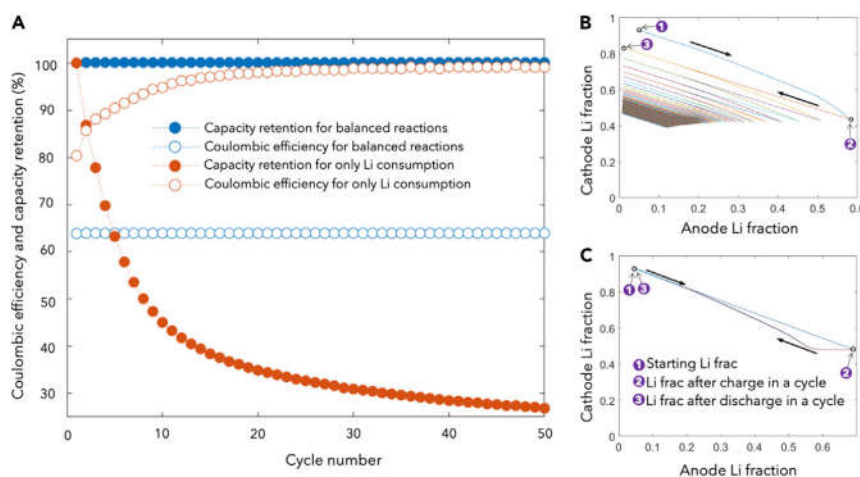 A
Coulombic efficiency and capacity retention (%)
100
90
80
70
60
50
40
30
0
10
20
30
40
50
Cycle number
Capacity retention for balanced reactions
Coulombic efficiency for balanced reactions
Capacity retention for only Li consumption
Coulombic efficiency for only Li consumption
B
Cathode Li fraction
1
0.8
0.6
0.4
0.2
0
0
0.1
0.2
0.3
0.4
0.5
0.6
Anode Li fraction
1
3
2
C
Cathode Li fraction
1
0.8
0.6
0.4
0.2
0
0
0.1
0.2
0.3
0.4
0.5
0.6
Anode Li fraction
1 3
2
1 Starting Li frac
2 Li frac after charge in a cycle
3 Li frac after discharge in a cycle